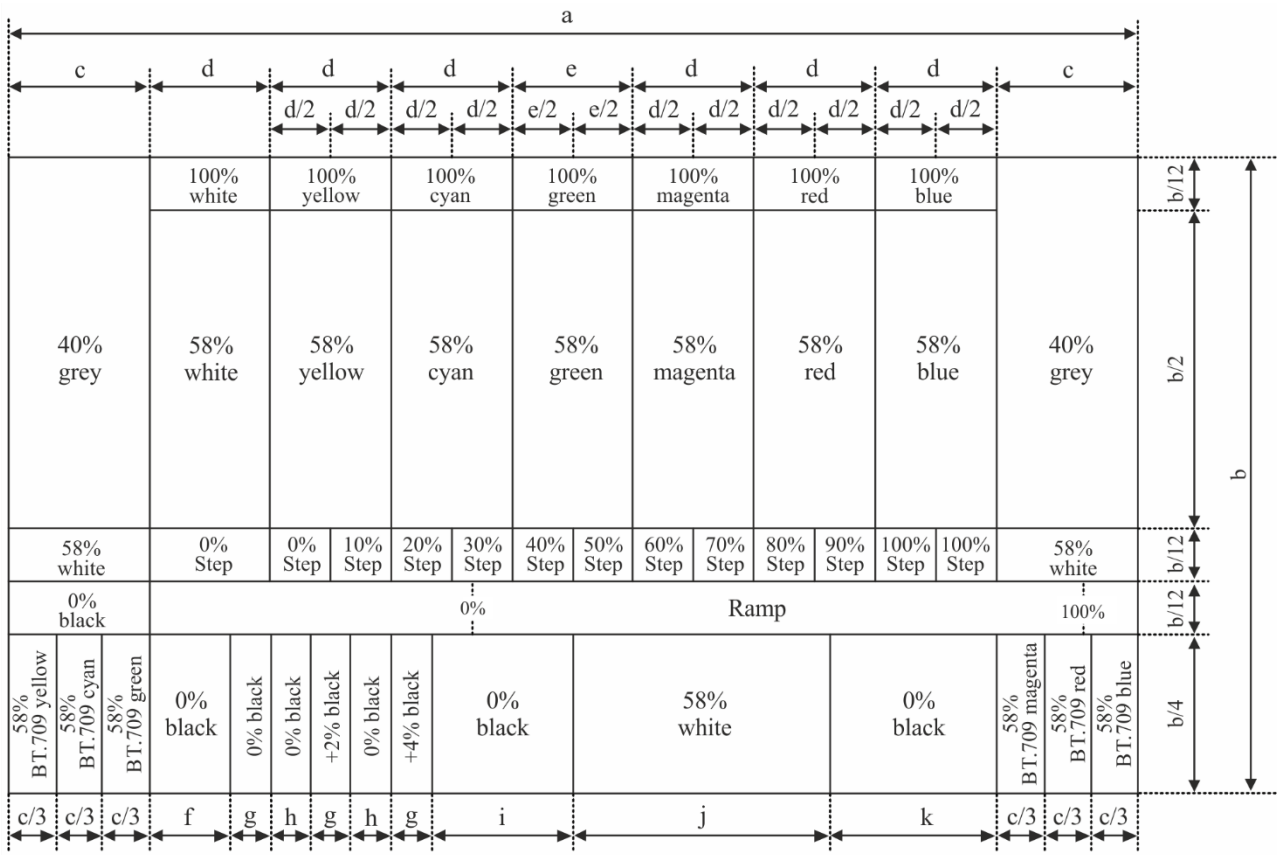 a
c d d d e d d d c
d/2 d/2 d/2 d/2 e/2 e/2 d/2 d/2 d/2 d/2 d/2 d/2
100% 100% 100% 100% 100% 100% 100%
white yellow cyan green magenta red blue
b/12
40% 58% 58% 58% 58% 58% 58% 58% 40%
grey white yellow cyan green magenta red blue grey
b/2
b
58% 0% 0% 10% 20% 30% 40% 50% 60% 70% 80% 90% 100% 100% 58%
white Step Step Step Step Step Step Step Step Step Step Step Step Step white
b/12
0%
black
0% Ramp 100%
b/12
58%
BT.709 yellow
58%
BT.709 cyan
58%
BT.709 green
0%
black
0% black
0% black
+2% black
0% black
+4% black
0%
black
58%
white
0%
black
58%
BT.709 magenta
58%
BT.709 red
58%
BT.709 blue
b/4
c/3 c/3 c/3 f g h g h g i j k c/3 c/3 c/3